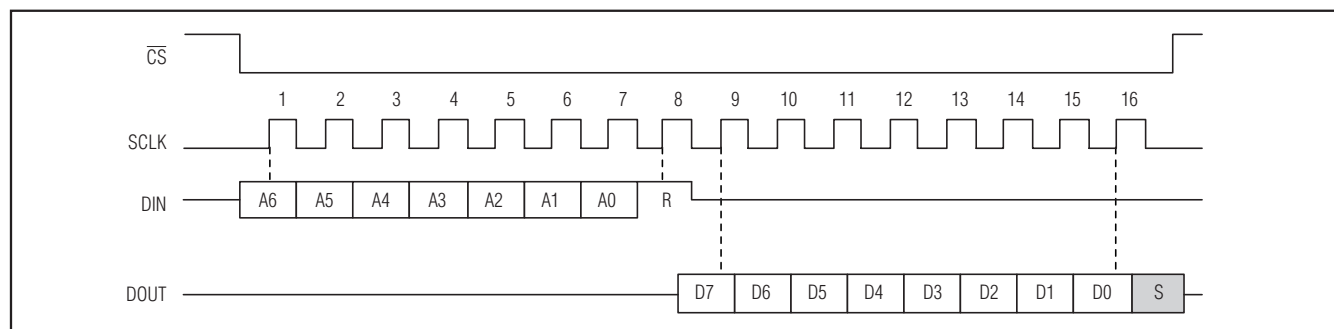 C̅S̅
1 2 3 4 5 6 7 8 9 10 11 12 13 14 15 16
SCLK
DIN A6 A5 A4 A3 A2 A1 A0 R
DOUT D7 D6 D5 D4 D3 D2 D1 D0 S